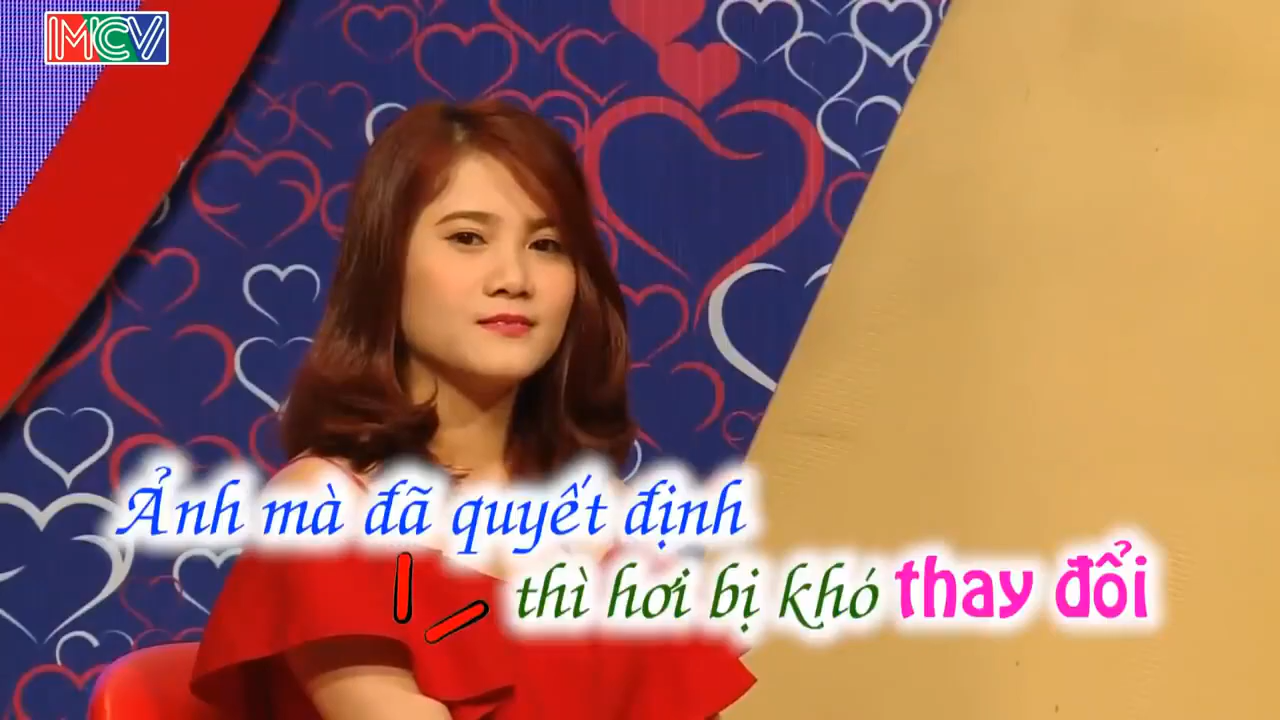 MCV
Ảnh mà đã quyết định
thì hơi bị khó thay đổi